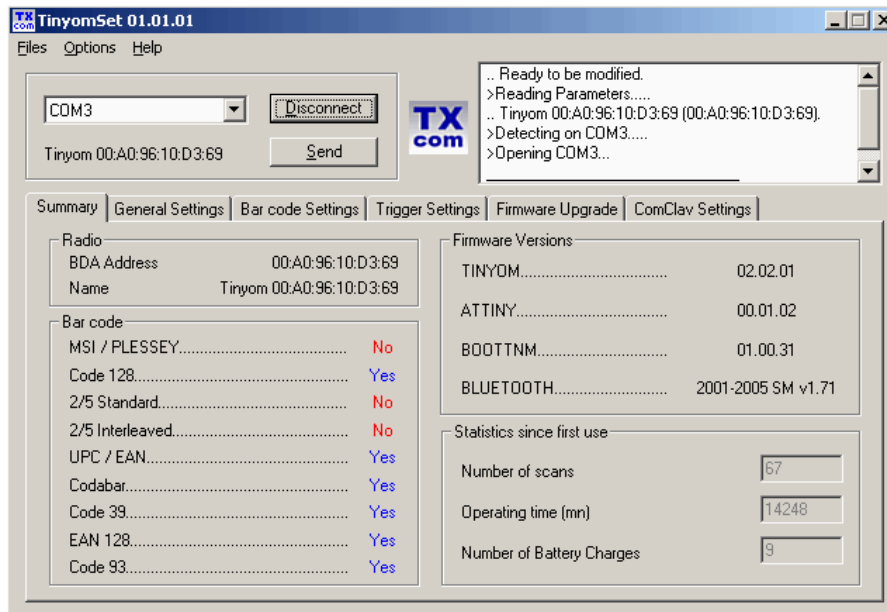 TX com TinyomSet 01.01.01
Files Options Help
COM3
Disconnect
Tinyom 00:A0:96:10:D3:69
Send
TX
com
.. Ready to be modified.
>Reading Parameters.....
.. Tinyom 00:A0:96:10:D3:69 (00:A0:96:10:D3:69).
>Detecting on COM3.....
>Opening COM3...
Summary General Settings Bar code Settings Trigger Settings Firmware Upgrade ComClav Settings
Radio
BDA Address 00:A0:96:10:D3:69
Name Tinyom 00:A0:96:10:D3:69
Bar code
MSI / PLESSEY........................................ No
Code 128................................................... Yes
2/5 Standard.............................................. No
2/5 Interleaved........................................... No
UPC / EAN................................................ Yes
Codabar..................................................... Yes
Code 39..................................................... Yes
EAN 128.................................................... Yes
Code 93..................................................... Yes
Firmware Versions
TINYOM................................... 02.02.01
ATTINY.................................... 00.01.02
BOOTTNM................................ 01.00.31
BLUETOOTH........................... 2001-2005 SM v1.71
Statistics since first use
Number of scans 67
Operating time (mn) 14248
Number of Battery Charges 9